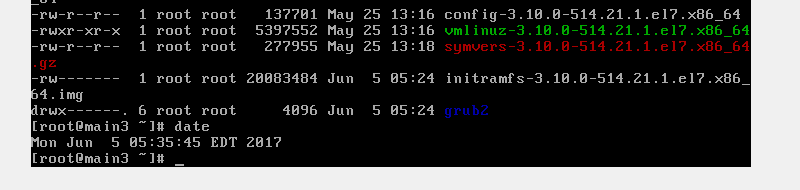 -rw-r--r--  1 root root   137701 May 25 13:16 config-3.10.0-514.21.1.el7.x86_64
-rwxr-xr-x  1 root root  5397552 May 25 13:16 vmlinuz-3.10.0-514.21.1.el7.x86_64
-rw-r--r--  1 root root   277955 May 25 13:18 symvers-3.10.0-514.21.1.el7.x86_64
.gz
-rw-------  1 root root 20083484 Jun  5 05:24 initramfs-3.10.0-514.21.1.el7.x86_
64.img
drwx------. 6 root root     4096 Jun  5 05:24 grub2
[root@main3 ~]# date
Mon Jun  5 05:35:45 EDT 2017
[root@main3 ~]# _